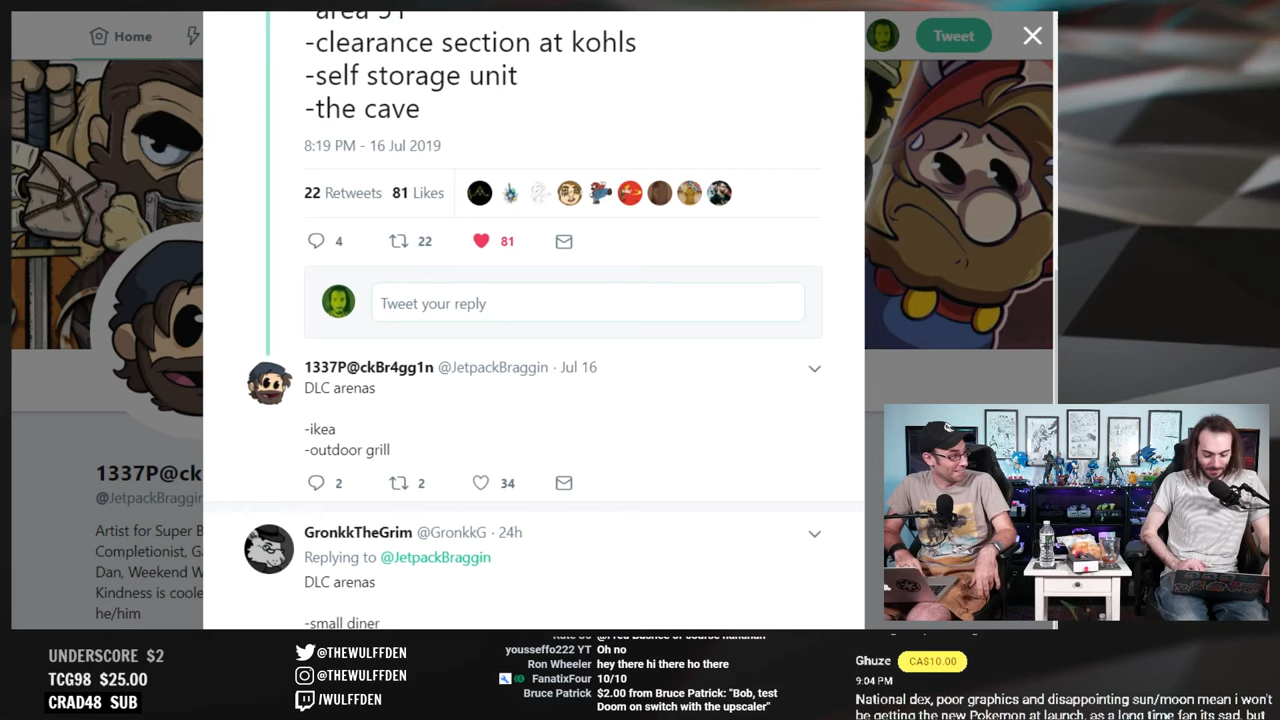 -area 51
-clearance section at kohls
-self storage unit
-the cave
Home
Tweet
8:19 PM - 16 Jul 2019
22 Retweets 81 Likes
4 22 81
Tweet your reply
1337P@ckBr4gg1n @JetpackBraggin · Jul 16
DLC arenas
-ikea
-outdoor grill
2 2 34
GronkkTheGrim @GronkkG · 24h
Replying to @JetpackBraggin
DLC arenas
-small diner
1337P@ck
@JetpackBraggin
Artist for Super B
Completionist, G
Dan, Weekend W
Kindness is coole
he/him
UNDERSCORE $2
TCG98 $25.00
CRAD48 SUB
@THEWULFFDEN
@THEWULFFDEN
/WULFFDEN
yousseffo222 YT Oh no
Ron Wheeler hey there hi there ho there
FanatixFour 10/10
Bruce Patrick $2.00 from Bruce Patrick: "Bob, test
Doom on switch with the upscaler"
Ghuze CA$10.00
9:04 PM
National dex, poor graphics and disappointing sun/moon mean i won't
be getting the new Pokemon at launch, as a long time fan its sad, but